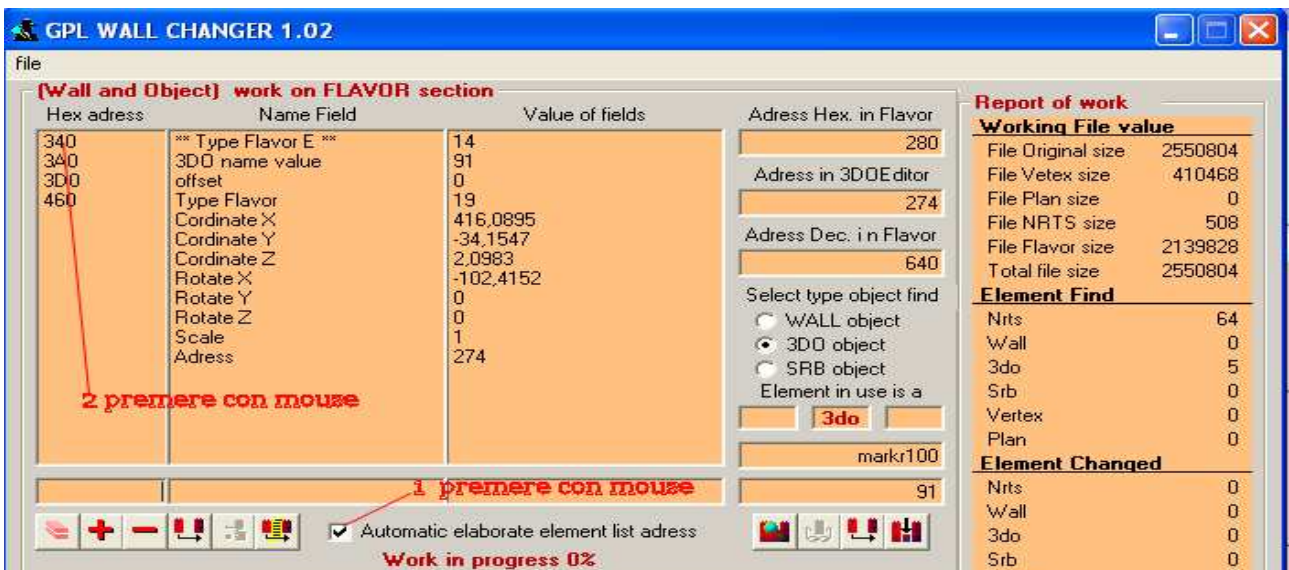 GPL WALL CHANGER 1.02
file
(Wall and Object) work on FLAVOR section
Hex adress Name Field Value of fields
340 ** Type Flavor E ** 14
3A0 3DO name value 91
3D0 offset 0
460 Type Flavor 19
Cordinate X 416,0895
Cordinate Y -34,1547
Cordinate Z 2,0983
Rotate X -102,4152
Rotate Y 0
Rotate Z 0
Scale 1
Adress 274
2 premere con mouse
1 premere con mouse
Automatic elaborate element list adress
Work in progress 0%
Adress Hex. in Flavor
280
Adress in 3DOEditor
274
Adress Dec. i n Flavor
640
Select type object find
WALL object
3DO object
SRB object
Element in use is a
3do
markr100
91
Report of work
Working File value
File Original size 2550804
File Vetex size 410468
File Plan size 0
File NRTS size 508
File Flavor size 2139828
Total file size 2550804
Element Find
Nrts 64
Wall 0
3do 5
Srb 0
Vertex 0
Plan 0
Element Changed
Nrts 0
Wall 0
3do 0
Srb 0